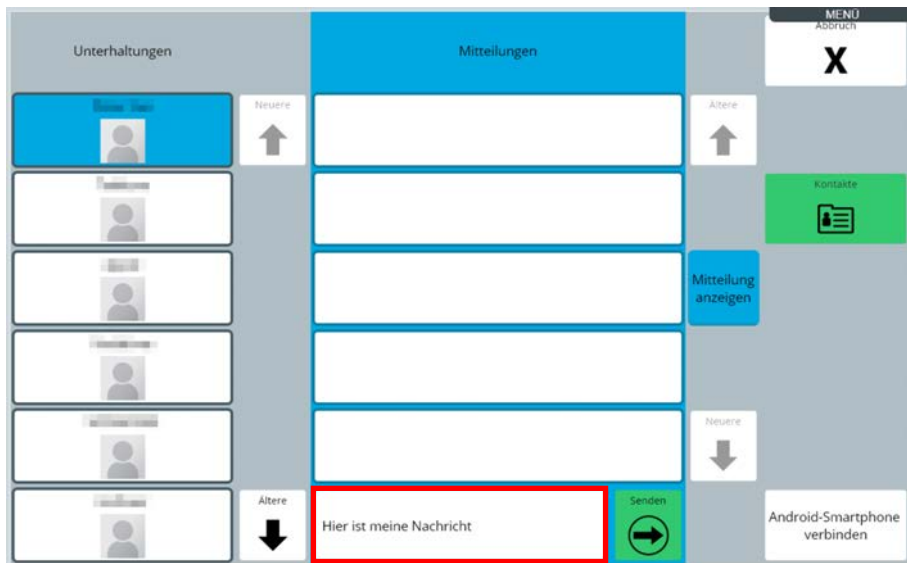 MENÜ
Unterhaltungen
Mitteilungen
Abbruch
X
Neuere
Ältere
Kontakte
Mitteilung
anzeigen
Neuere
Ältere
Hier ist meine Nachricht
Senden
Android-Smartphone
verbinden